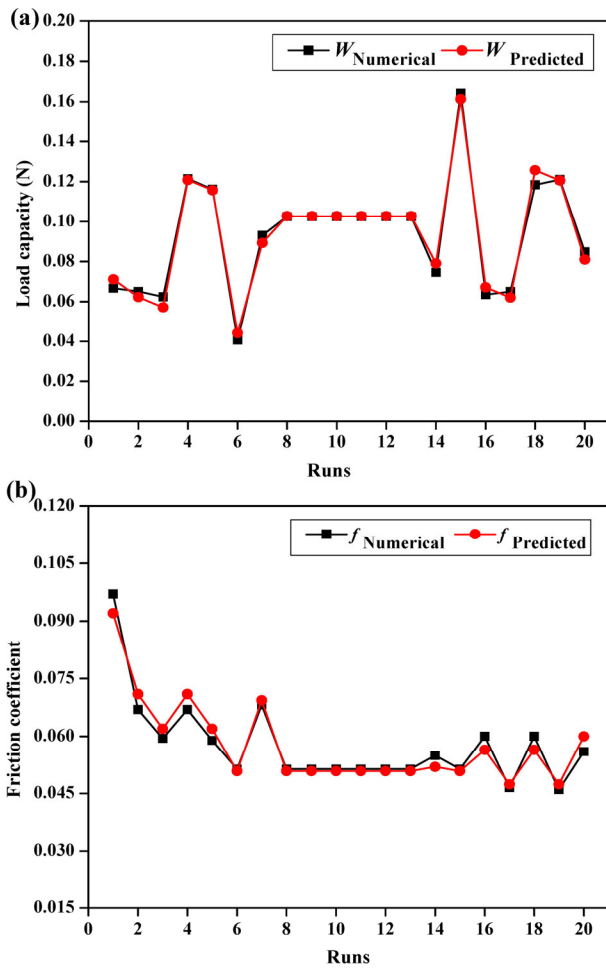 (a)
0.20
0.18
0.16
0.14
0.12
0.10
0.08
0.06
0.04
0.02
0.00
Load capacity (N)
W Numerical W Predicted
0 2 4 6 8 10 12 14 16 18 20
Runs
(b)
0.120
0.105
0.090
0.075
0.060
0.045
0.030
0.015
Friction coefficient
f Numerical f Predicted
0 2 4 6 8 10 12 14 16 18 20
Runs